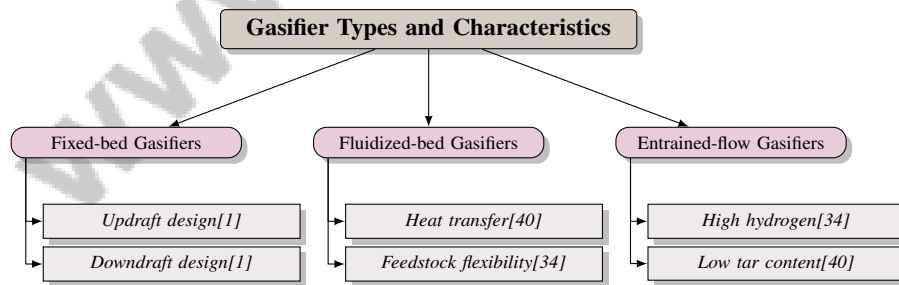 Gasifier Types and Characteristics
Fixed-bed Gasifiers
Fluidized-bed Gasifiers
Entrained-flow Gasifiers
Updraft design[1]
Heat transfer[40]
High hydrogen[34]
Downdraft design[1]
Feedstock flexibility[34]
Low tar content[40]